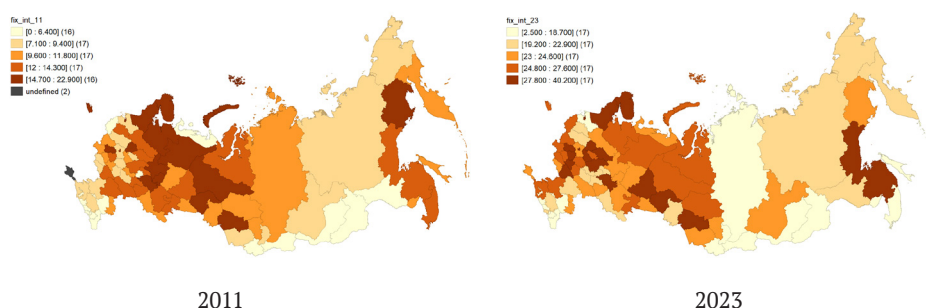 fix_int_11
[0 : 6.400] (16)
[7.100 : 9.400] (17)
[9.600 : 11.800] (17)
[12 : 14.300] (17)
[14.700 : 22.900] (16)
undefined (2)
fix_int_23
[2.500 : 18.700] (17)
[19.200 : 22.900] (17)
[23 : 24.600] (17)
[24.800 : 27.600] (17)
[27.800 : 40.200] (17)
2011
2023